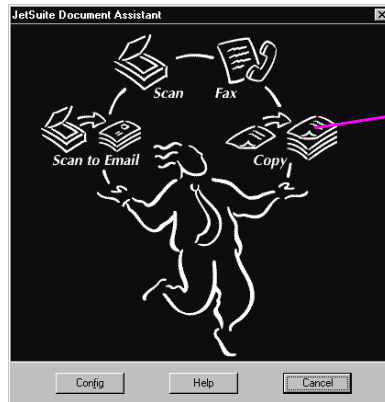 JetSuite Document Assistant
Scan
Fax
Scan to Email
Copy
Config
Help
Cancel